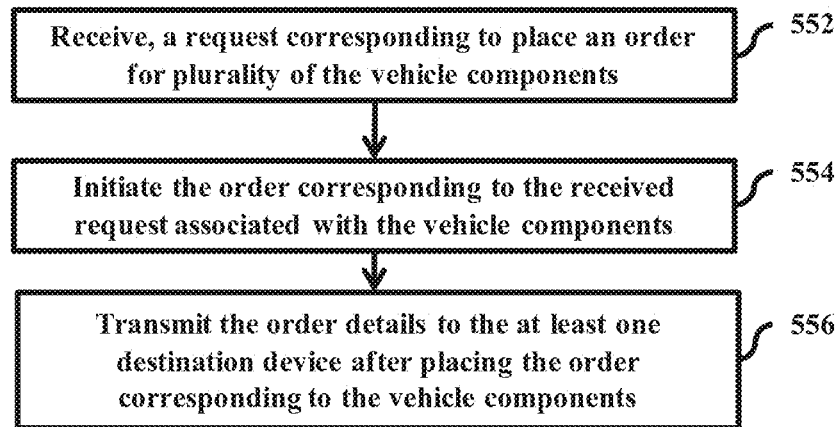 Receive, a request corresponding to place an order
for plurality of the vehicle components
552
Initiate the order corresponding to the received
request associated with the vehicle components
554
Transmit the order details to the at least one
destination device after placing the order
corresponding to the vehicle components
556